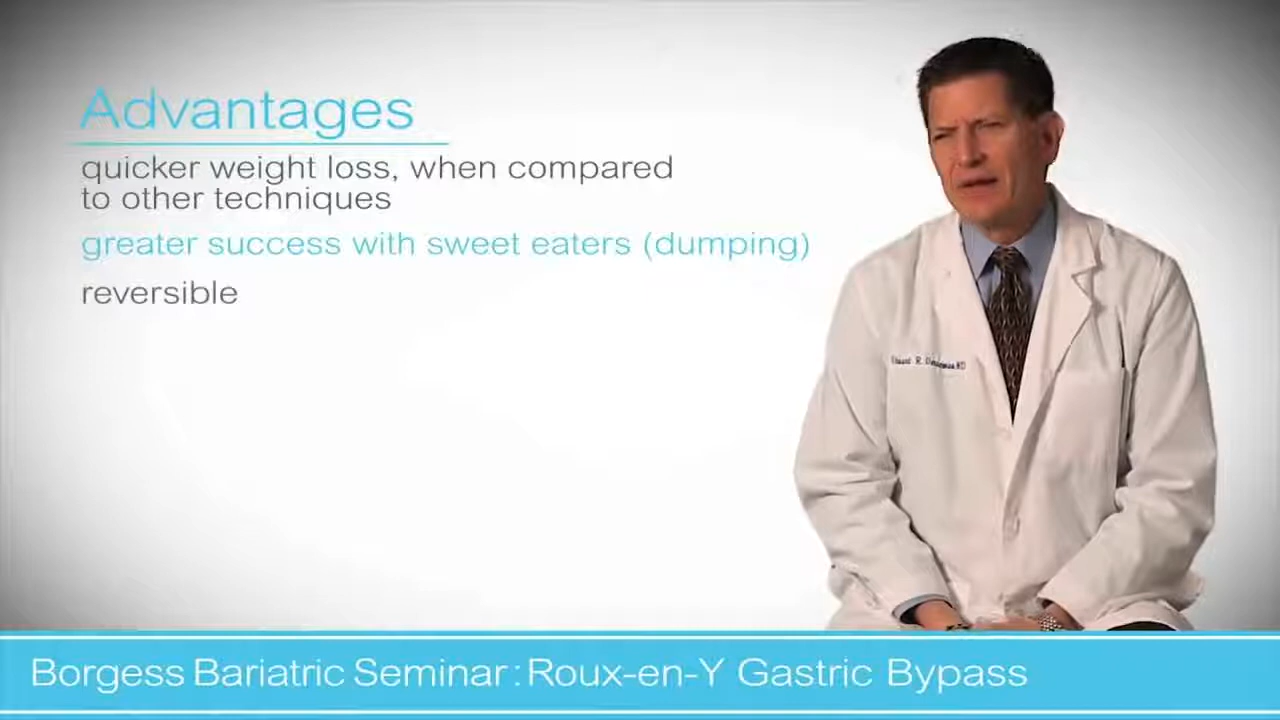 Advantages
quicker weight loss, when compared
to other techniques
greater success with sweet eaters (dumping)
reversible
R.
Borgess Bariatric Seminar: Roux-en-Y Gastric Bypass